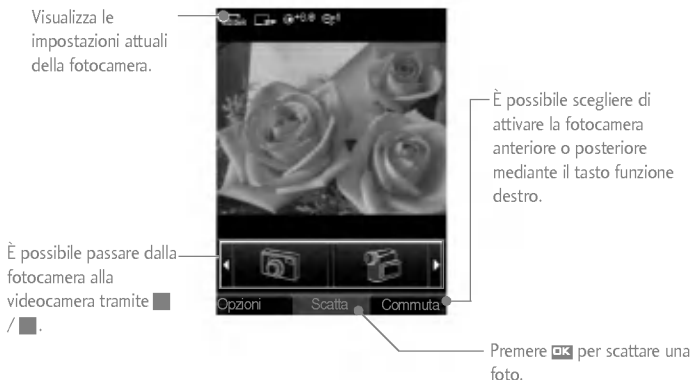 Visualizza le
impostazioni attuali
della fotocamera.
È possibile scegliere di
attivare la fotocamera
anteriore o posteriore
mediante il tasto funzione
destro.
È possibile passare dalla
fotocamera alla
videocamera tramite
/ .
Opzioni Scatta Commuta
Premere OK per scattare una
foto.